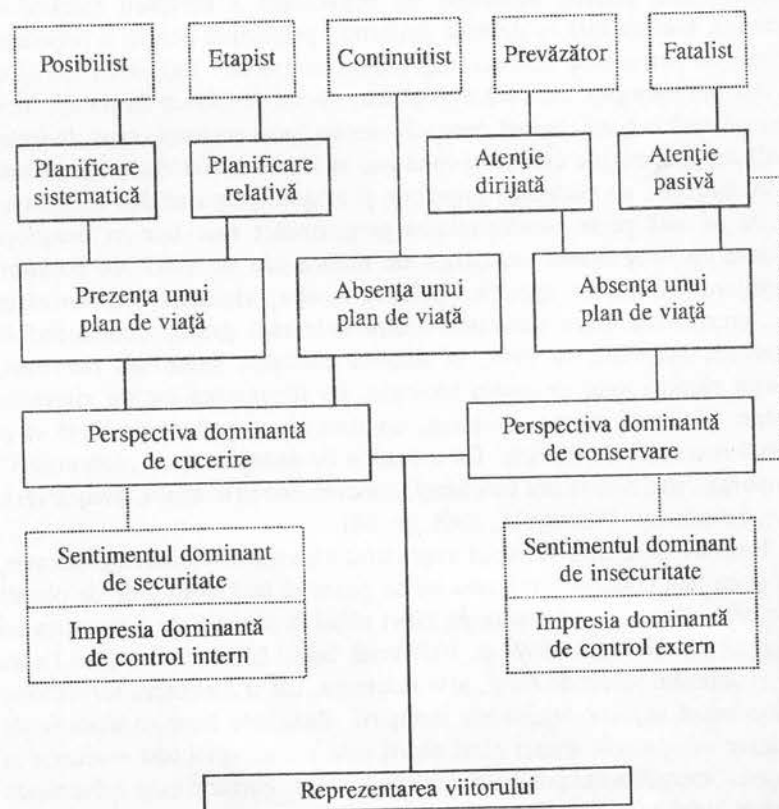 Posibilist
Etapist
Continuitist
Prevăzător
Fatalist
Planificare
sistematică
Planificare
relativă
Atenţie
dirijată
Atenţie
pasivă
Prezenţa unui
plan de viaţă
Absenţa unui
plan de viaţă
Absenţa unui
plan de viaţă
Perspectiva dominantă
de cucerire
Perspectiva dominantă
de conservare
Sentimentul dominant
de securitate
Impresia dominantă
de control intern
Sentimentul dominant
de insecuritate
Impresia dominantă
de control extern
Reprezentarea viitorului